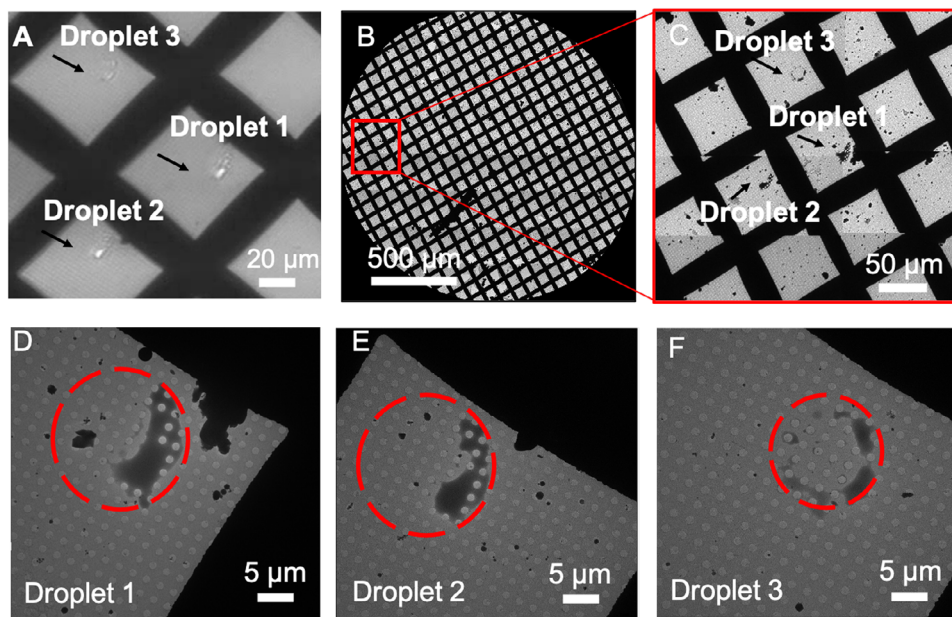 A
Droplet 3
Droplet 1
Droplet 2
20 μm
B
500 μm
C
Droplet 3
Droplet 1
Droplet 2
50 μm
D
Droplet 1
5 μm
E
Droplet 2
5 μm
F
Droplet 3
5 μm